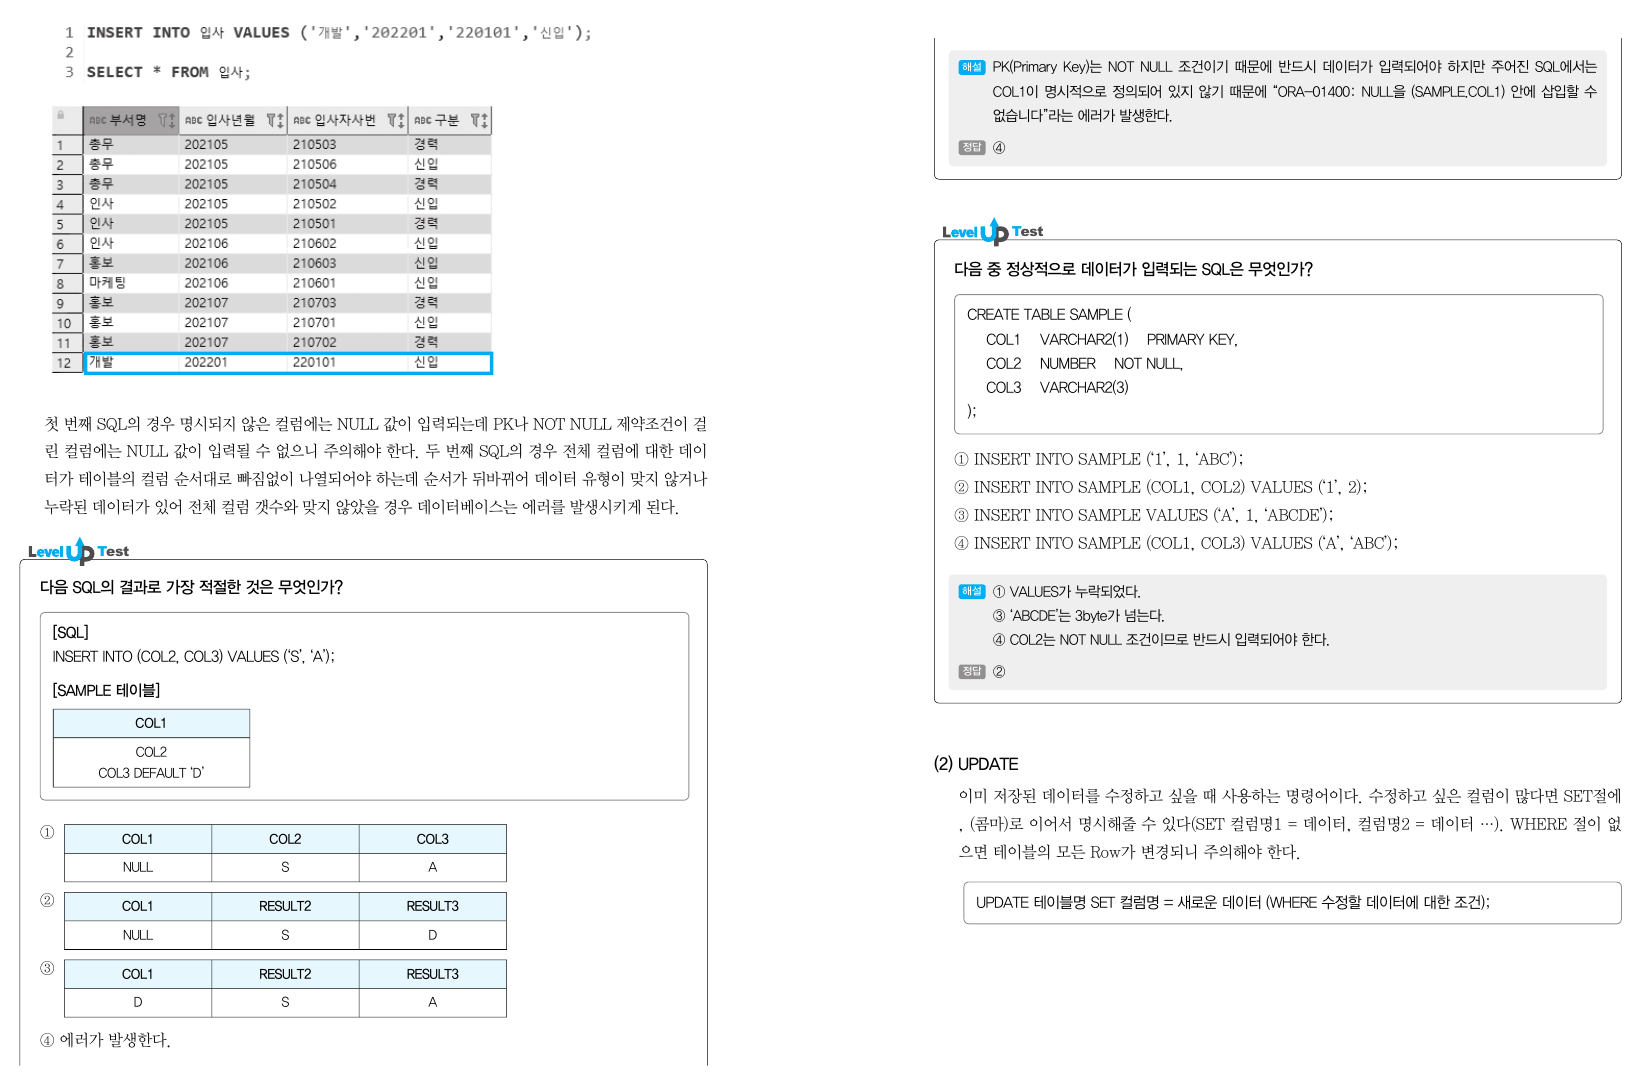 1 INSERT INTO 입사 VALUES ('개발','202201','220101','신입');
2
3 SELECT * FROM 입사;
ABC 부서명 ABC 입사년월 ABC 입사자사번 ABC 구분
1 총무 202105 210503 경력
2 총무 202105 210506 신입
3 총무 202105 210504 경력
4 인사 202105 210502 신입
5 인사 202105 210501 경력
6 인사 202106 210602 신입
7 홍보 202106 210603 신입
8 마케팅 202106 210601 신입
9 홍보 202107 210703 경력
10 홍보 202107 210701 신입
11 홍보 202107 210702 경력
12 개발 202201 220101 신입
첫 번째 SQL의 경우 명시되지 않은 컬럼에는 NULL 값이 입력되는데 PK나 NOT NULL 제약조건이 걸
린 컬럼에는 NULL 값이 입력될 수 없으니 주의해야 한다. 두 번째 SQL의 경우 전체 컬럼에 대한 데이
터가 테이블의 컬럼 순서대로 빠짐없이 나열되어야 하는데 순서가 뒤바뀌어 데이터 유형이 맞지 않거나
누락된 데이터가 있어 전체 컬럼 갯수와 맞지 않았을 경우 데이터베이스는 에러를 발생시키게 된다.
Level Up Test
다음 SQL의 결과로 가장 적절한 것은 무엇인가?
[SQL]
INSERT INTO (COL2, COL3) VALUES (‘S’, ‘A’);
[SAMPLE 테이블]
COL1
COL2
COL3 DEFAULT ‘D’
① COL1 COL2 COL3
NULL S A
② COL1 RESULT2 RESULT3
NULL S D
③ COL1 RESULT2 RESULT3
D S A
④ 에러가 발생한다.
해설 PK(Primary Key)는 NOT NULL 조건이기 때문에 반드시 데이터가 입력되어야 하지만 주어진 SQL에서는
COL1이 명시적으로 정의되어 있지 않기 때문에 “ORA-01400: NULL을 (SAMPLE.COL1) 안에 삽입할 수
없습니다”라는 에러가 발생한다.
정답 ④
Level Up Test
다음 중 정상적으로 데이터가 입력되는 SQL은 무엇인가?
CREATE TABLE SAMPLE (
COL1 VARCHAR2(1) PRIMARY KEY,
COL2 NUMBER NOT NULL,
COL3 VARCHAR2(3)
);
① INSERT INTO SAMPLE (‘1’, 1, ‘ABC’);
② INSERT INTO SAMPLE (COL1, COL2) VALUES (‘1’, 2);
③ INSERT INTO SAMPLE VALUES (‘A’, 1, ‘ABCDE’);
④ INSERT INTO SAMPLE (COL1, COL3) VALUES (‘A’, ‘ABC’);
해설 ① VALUES가 누락되었다.
③ ‘ABCDE’는 3byte가 넘는다.
④ COL2는 NOT NULL 조건이므로 반드시 입력되어야 한다.
정답 ②
(2) UPDATE
이미 저장된 데이터를 수정하고 싶을 때 사용하는 명령어이다. 수정하고 싶은 컬럼이 많다면 SET절에
, (콤마)로 이어서 명시해줄 수 있다(SET 컬럼명1 = 데이터, 컬럼명2 = 데이터 …). WHERE 절이 없
으면 테이블의 모든 Row가 변경되니 주의해야 한다.
UPDATE 테이블명 SET 컬럼명 = 새로운 데이터 (WHERE 수정할 데이터에 대한 조건);